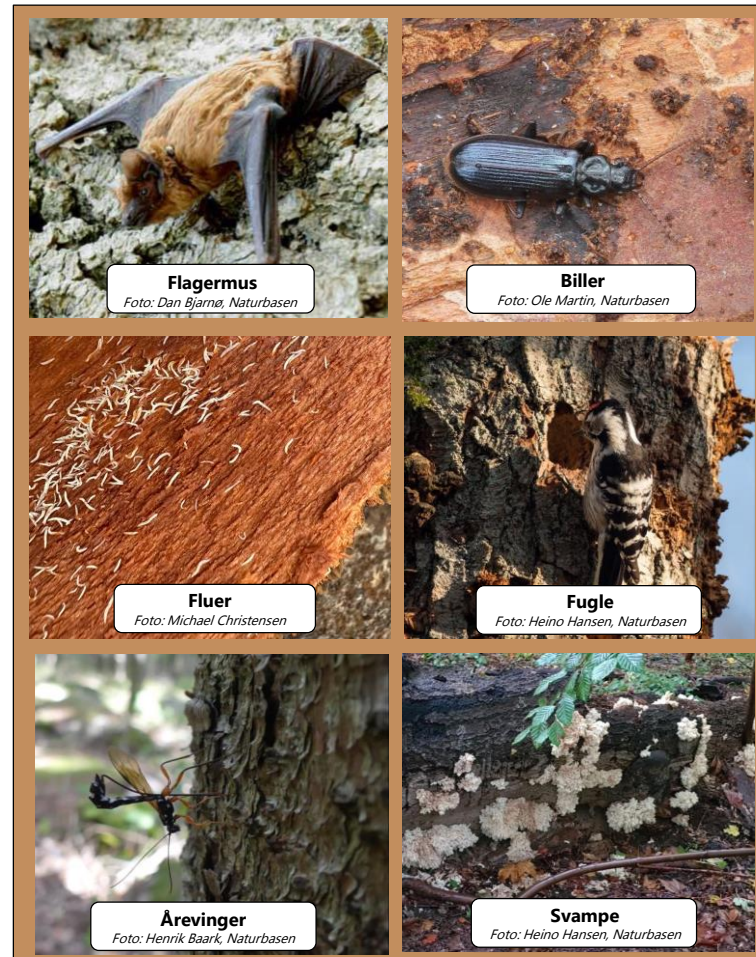 Flagermus
Foto: Dan Bjarnø, Naturbasen
Biller
Foto: Ole Martin, Naturbasen
Fluer
Foto: Michael Christensen
Fugle
Foto: Heino Hansen, Naturbasen
Årevinger
Foto: Henrik Baark, Naturbasen
Svampe
Foto: Heino Hansen, Naturbasen